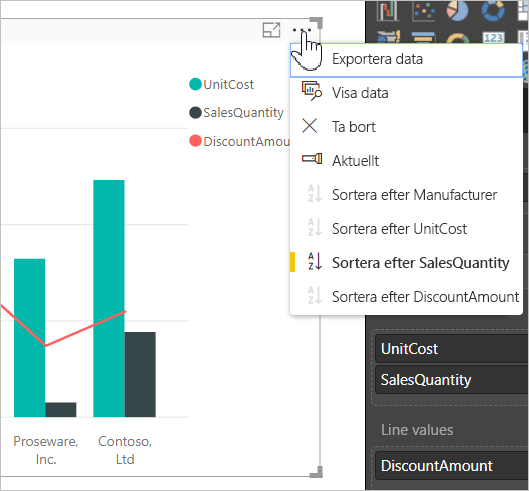 UnitCost
SalesQuantity
DiscountAmou
Exportera data
Visa data
Ta bort
Aktuellt
Sortera efter Manufacturer
Sortera efter UnitCost
Sortera efter SalesQuantity
Sortera efter DiscountAmount
Proseware,
Inc.
Contoso,
Ltd
UnitCost
SalesQuantity
Line values
DiscountAmount